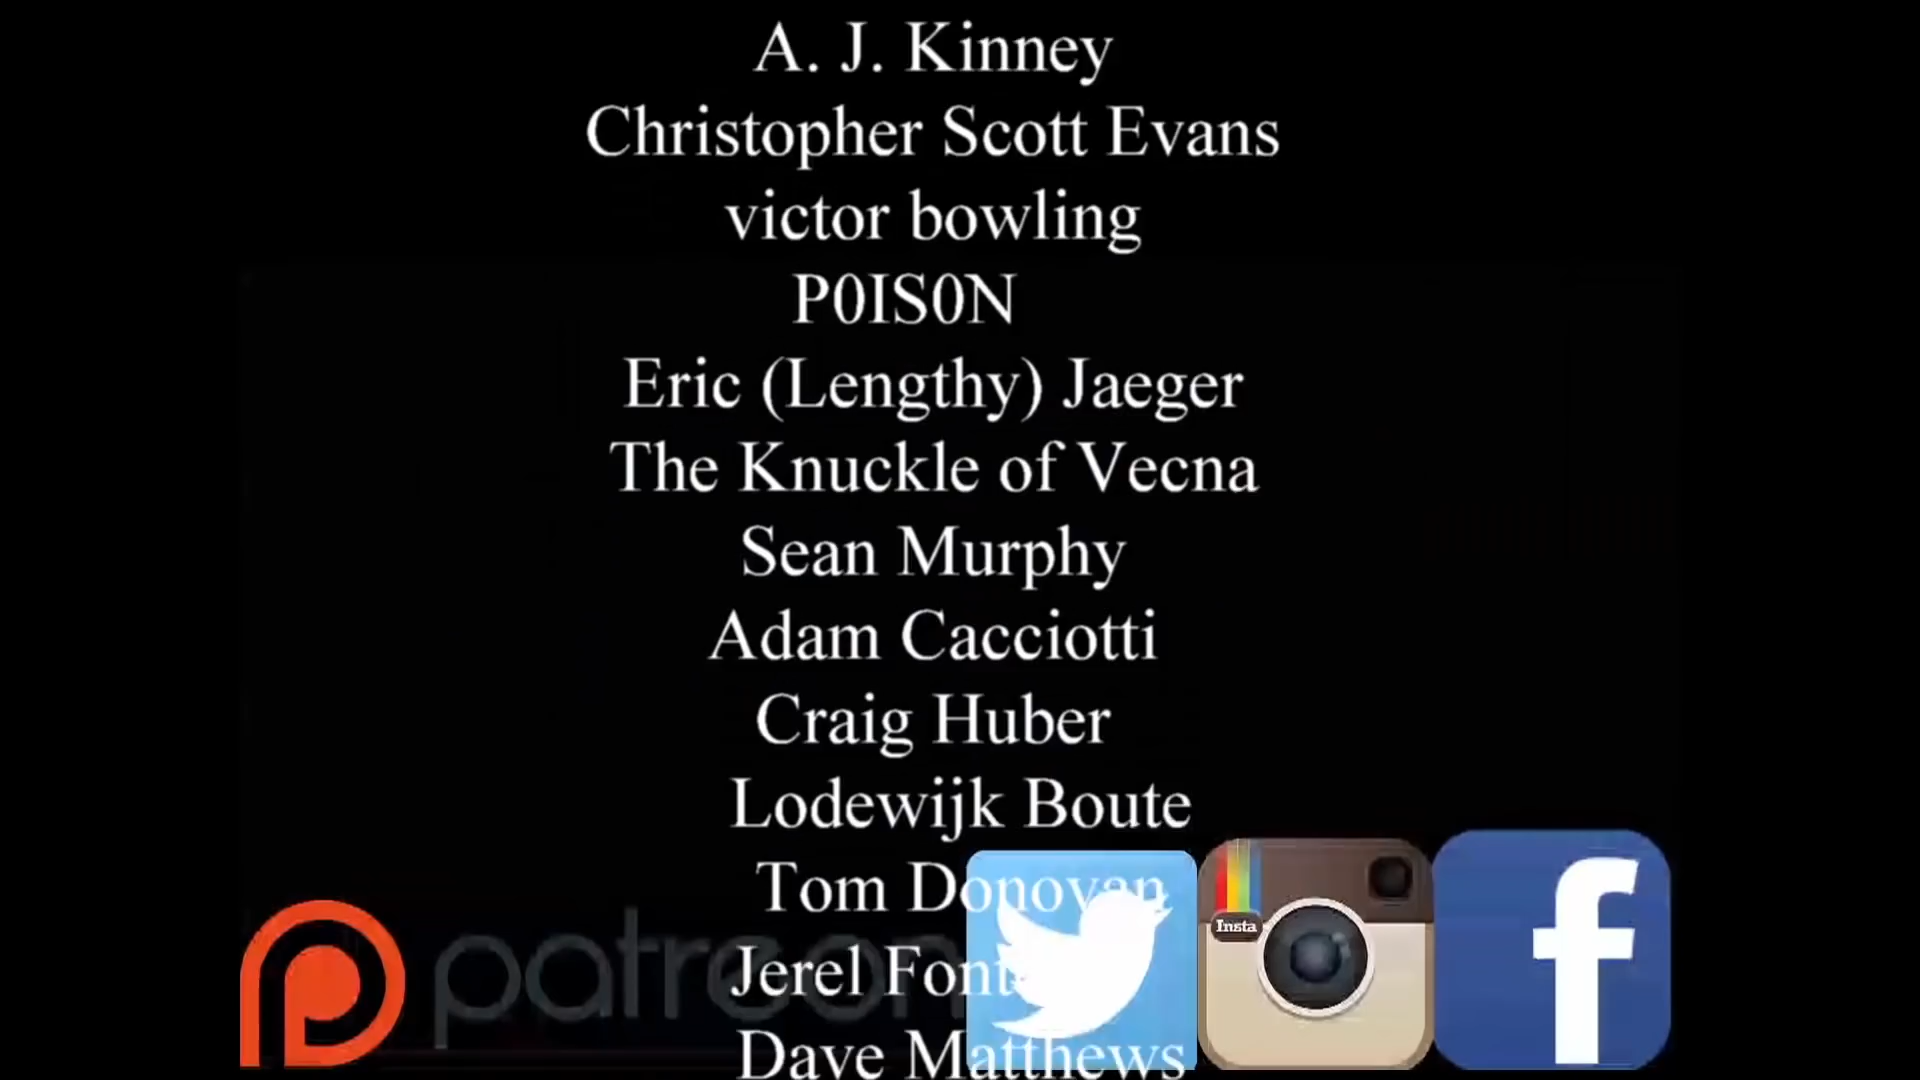 A. J. Kinney
Christopher Scott Evans
victor bowling
P0IS0N
Eric (Lengthy) Jaeger
The Knuckle of Vecna
Sean Murphy
Adam Cacciotti
Craig Huber
Lodewijk Boute
Tom Donovan
Jerel
Dave Matthews
patreon
Insta